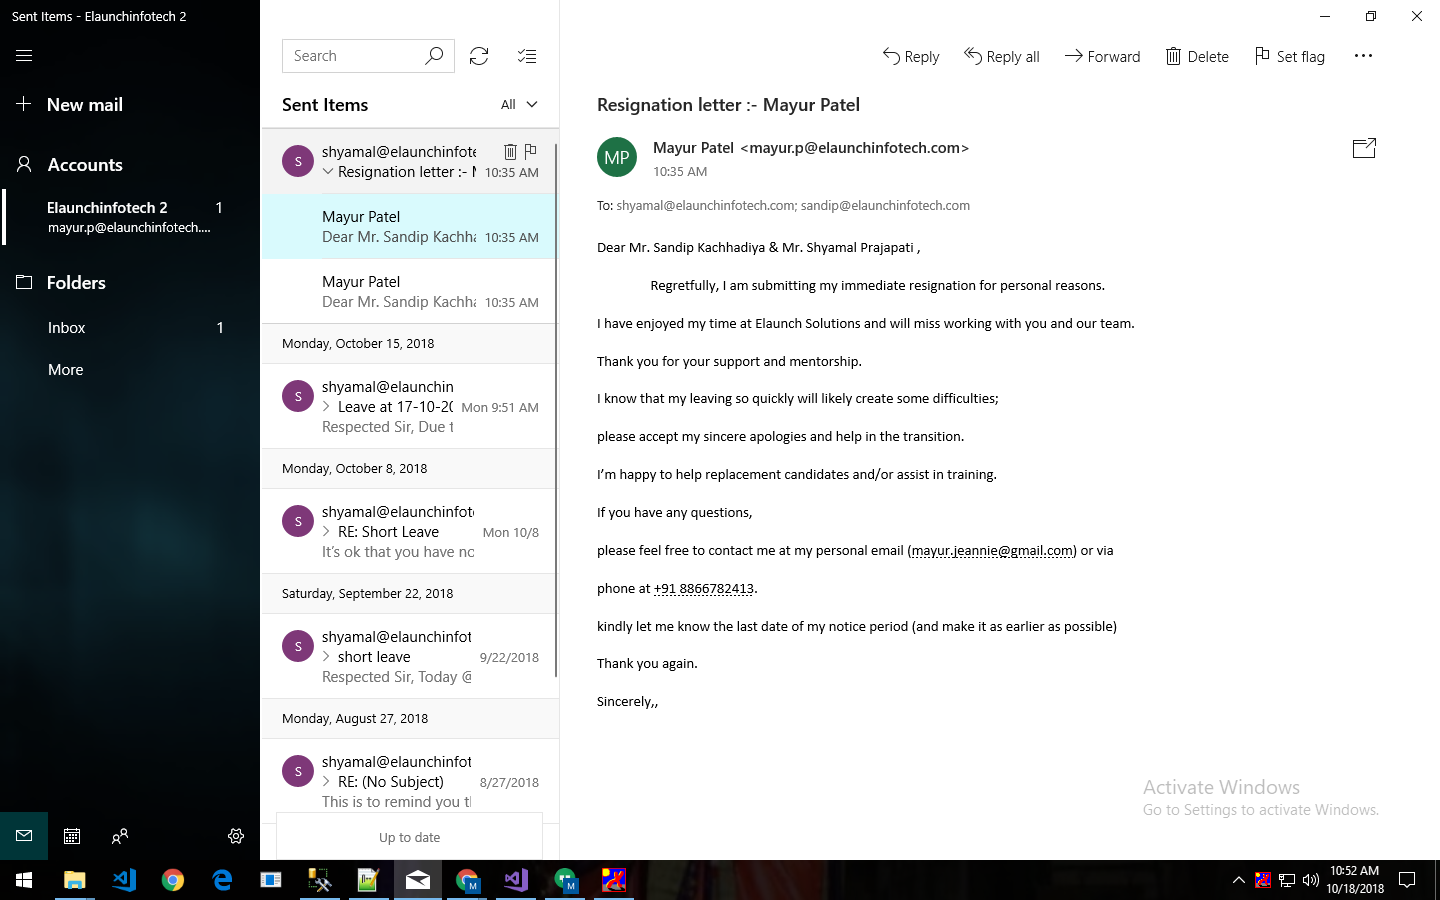 Sent Items - Elaunchinfotech 2
New mail
Accounts
Elaunchinfotech 2 1
mayur.p@elaunchinfotech....
Folders
Inbox 1
More
Search
Sent Items All
S shyamal@elaunchinfote
Resignation letter :- M 10:35 AM
Mayur Patel
Dear Mr. Sandip Kachha 10:35 AM
Mayur Patel
Dear Mr. Sandip Kachha 10:35 AM
Monday, October 15, 2018
S shyamal@elaunchin
Leave at 17-10-20 Mon 9:51 AM
Respected Sir, Due t
Monday, October 8, 2018
S shyamal@elaunchinfote
RE: Short Leave Mon 10/8
It's ok that you have no
Saturday, September 22, 2018
S shyamal@elaunchinfot
short leave 9/22/2018
Respected Sir, Today @
Monday, August 27, 2018
S shyamal@elaunchinfot
RE: (No Subject) 8/27/2018
This is to remind you tl
Up to date
Reply Reply all Forward Delete Set flag
Resignation letter :- Mayur Patel
MP Mayur Patel <mayur.p@elaunchinfotech.com>
10:35 AM
To: shyamal@elaunchinfotech.com; sandip@elaunchinfotech.com
Dear Mr. Sandip Kachhadiya & Mr. Shyamal Prajapati ,
Regretfully, I am submitting my immediate resignation for personal reasons.
I have enjoyed my time at Elaunch Solutions and will miss working with you and our team.
Thank you for your support and mentorship.
I know that my leaving so quickly will likely create some difficulties;
please accept my sincere apologies and help in the transition.
I'm happy to help replacement candidates and/or assist in training.
If you have any questions,
please feel free to contact me at my personal email (mayur.jeannie@gmail.com) or via
phone at +91 8866782413.
kindly let me know the last date of my notice period (and make it as earlier as possible)
Thank you again.
Sincerely,,
Activate Windows
Go to Settings to activate Windows.
M
M
10:52 AM
10/18/2018